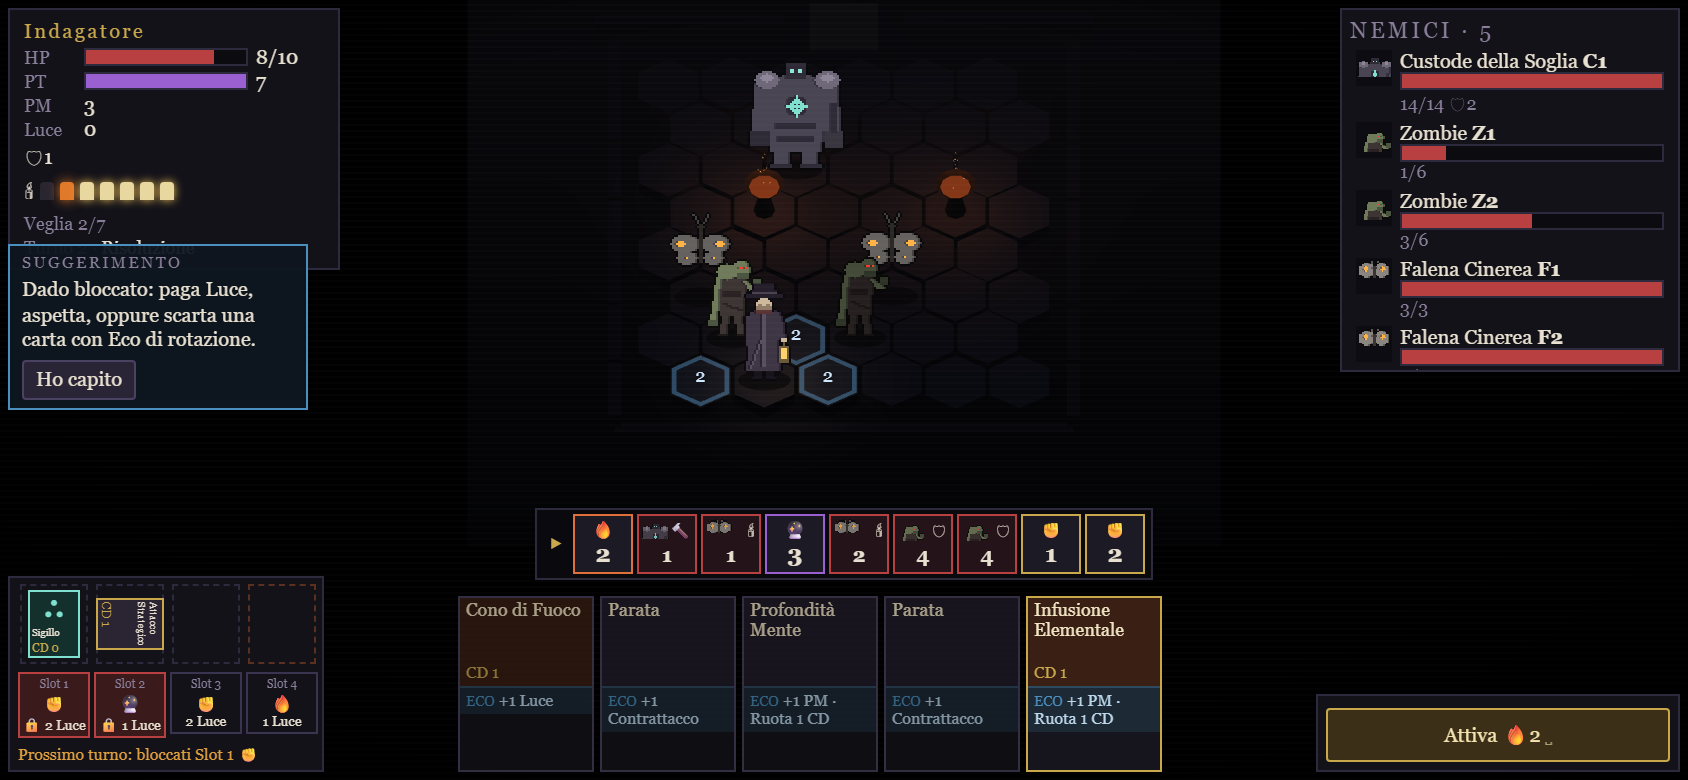 Indagatore
HP 8/10
PT 7
PM 3
Luce 0
1
Veglia 2/7
Risoluzione
SUGGERIMENTO
Dado bloccato: paga Luce,
aspetta, oppure scarta una
carta con Eco di rotazione.
Ho capito
NEMICI · 5
Custode della Soglia C1
14/14 2
Zombie Z1
1/6
Zombie Z2
3/6
Falena Cinerea F1
3/3
Falena Cinerea F2
2
2
2
2 1 1 3 2 4 4 1 2
Sigillo
CD 0
Attacco
Strategico
CD 1
Slot 1
2 Luce
Slot 2
1 Luce
Slot 3
2 Luce
Slot 4
1 Luce
Prossimo turno: bloccati Slot 1
Cono di Fuoco
CD 1
ECO +1 Luce
Parata
ECO +1
Contrattacco
Profondità
Mente
ECO +1 PM ·
Ruota 1 CD
Parata
ECO +1
Contrattacco
Infusione
Elementale
CD 1
ECO +1 PM ·
Ruota 1 CD
Attiva 2